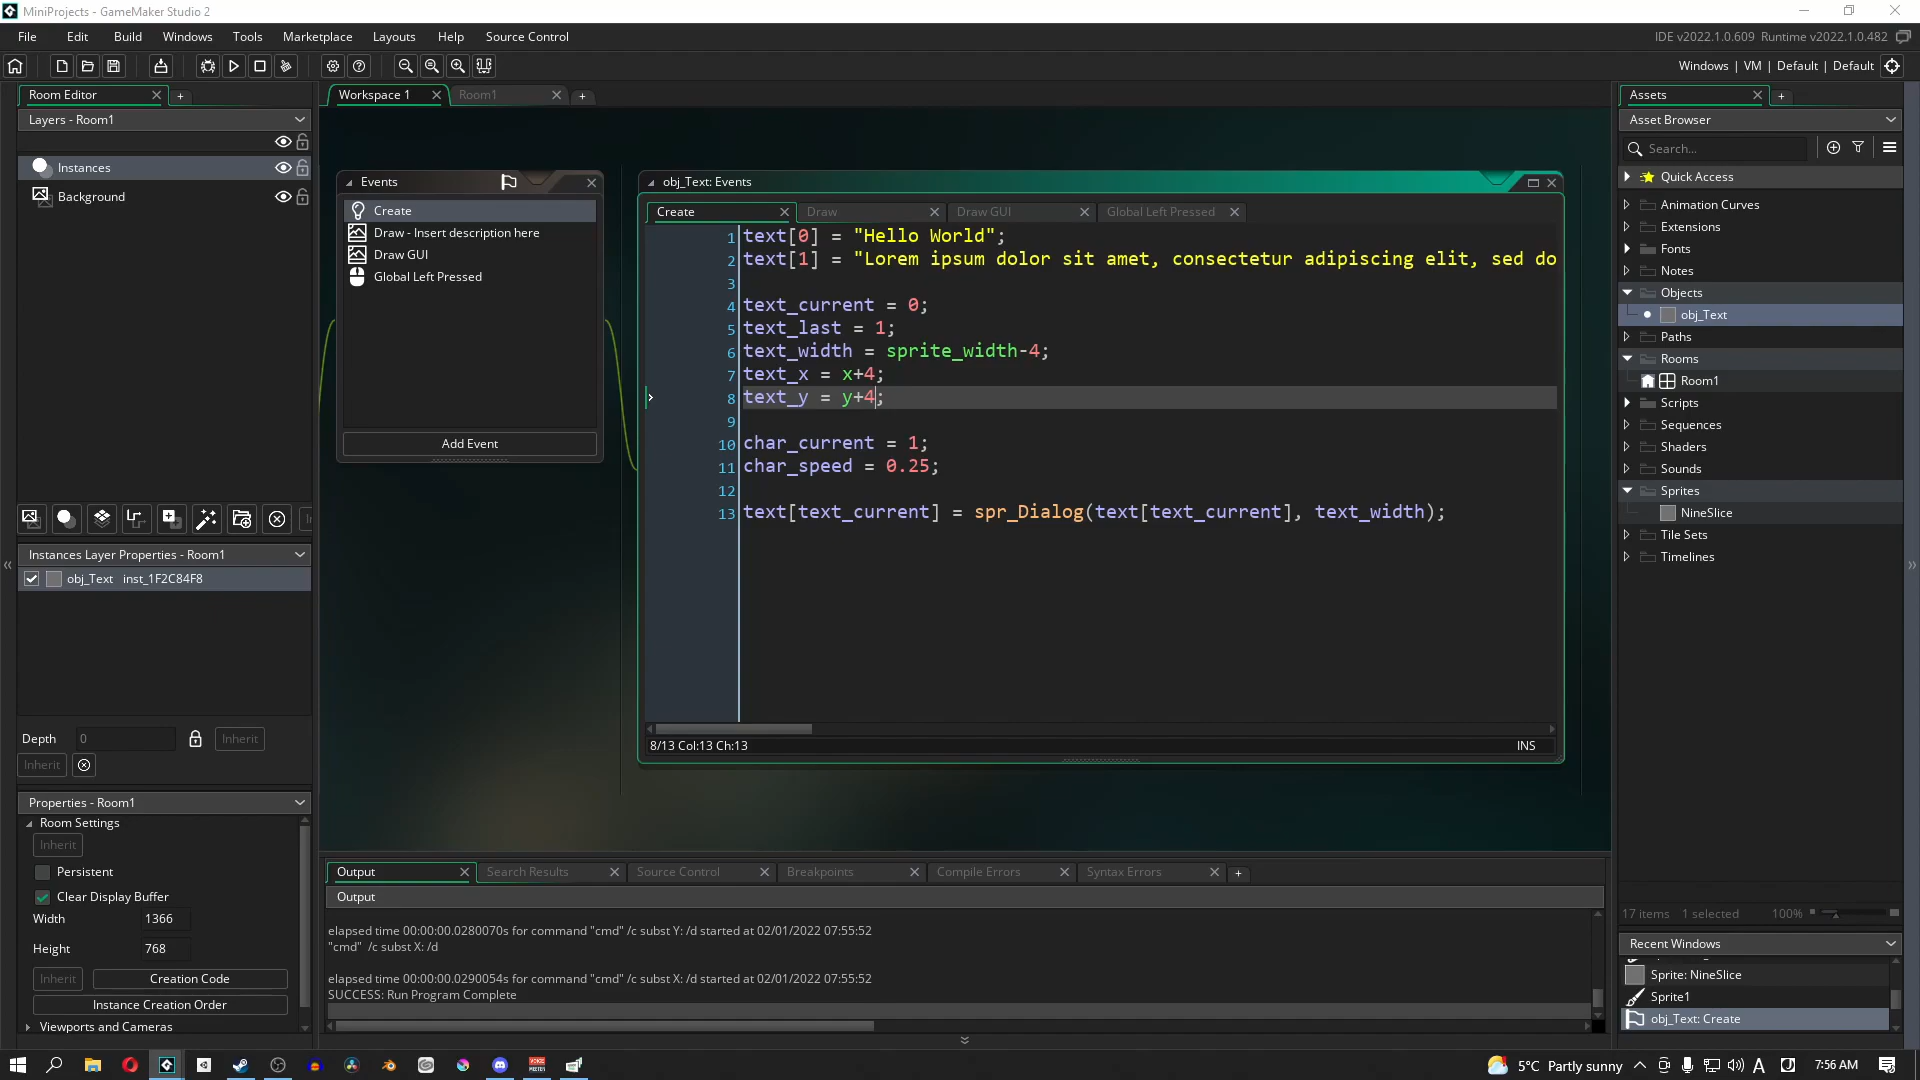 MiniProjects - GameMaker Studio 2
File Edit Build Windows Tools Marketplace Layouts Help Source Control
IDE v2022.1.0.609 Runtime v2022.1.0.482
Windows | VM | Default | Default
Room Editor
Layers - Room1
Instances
Background
Instances Layer Properties - Room1
obj_Text inst_1F2C84F8
Depth 0 Inherit
Inherit
Properties - Room1
Room Settings
Inherit
Persistent
Clear Display Buffer
Width 1366
Height 768
Inherit Creation Code
Instance Creation Order
Viewports and Cameras
Workspace 1 Room1
Events
Create
Draw - Insert description here
Draw GUI
Global Left Pressed
Add Event
obj_Text: Events
Create Draw Draw GUI Global Left Pressed
1 text[0] = "Hello World";
2 text[1] = "Lorem ipsum dolor sit amet, consectetur adipiscing elit, sed do
3
4 text_current = 0;
5 text_last = 1;
6 text_width = sprite_width-4;
7 text_x = x+4;
8 text_y = y+4;
9
10 char_current = 1;
11 char_speed = 0.25;
12
13 text[text_current] = spr_Dialog(text[text_current], text_width);
8/13 Col:13 Ch:13 INS
Output Search Results Source Control Breakpoints Compile Errors Syntax Errors
Output
elapsed time 00:00:00.0280070s for command "cmd" /c subst Y: /d started at 02/01/2022 07:55:52
"cmd" /c subst X: /d
elapsed time 00:00:00.0290054s for command "cmd" /c subst X: /d started at 02/01/2022 07:55:52
SUCCESS: Run Program Complete
Assets
Asset Browser
Search...
Quick Access
Animation Curves
Extensions
Fonts
Notes
Objects
obj_Text
Paths
Rooms
Room1
Scripts
Sequences
Shaders
Sounds
Sprites
NineSlice
Tile Sets
Timelines
17 items 1 selected 100%
Recent Windows
Sprite: NineSlice
Sprite1
obj_Text: Create
5°C Partly sunny A 7:56 AM